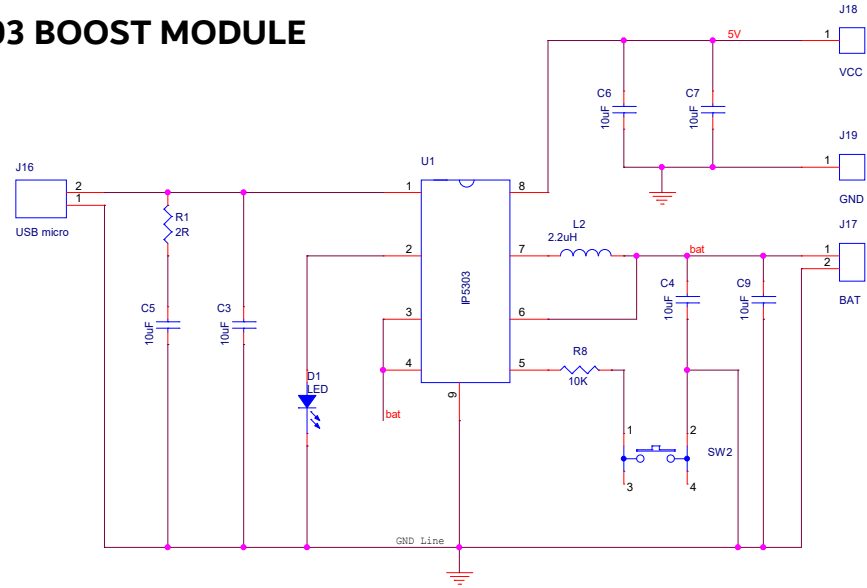 03 BOOST MODULE
J18
1
5V
VCC
C6
10uF
C7
10uF
J19
1
GND
J16
2
1
USB micro
R1
2R
C5
10uF
C3
10uF
U1
IP5303
1
2
3
4
8
7
6
5
9
D1
LED
bat
L2
2.2uH
bat
J17
1
2
BAT
C4
10uF
C9
10uF
R8
10K
1
2
3
4
SW2
GND Line